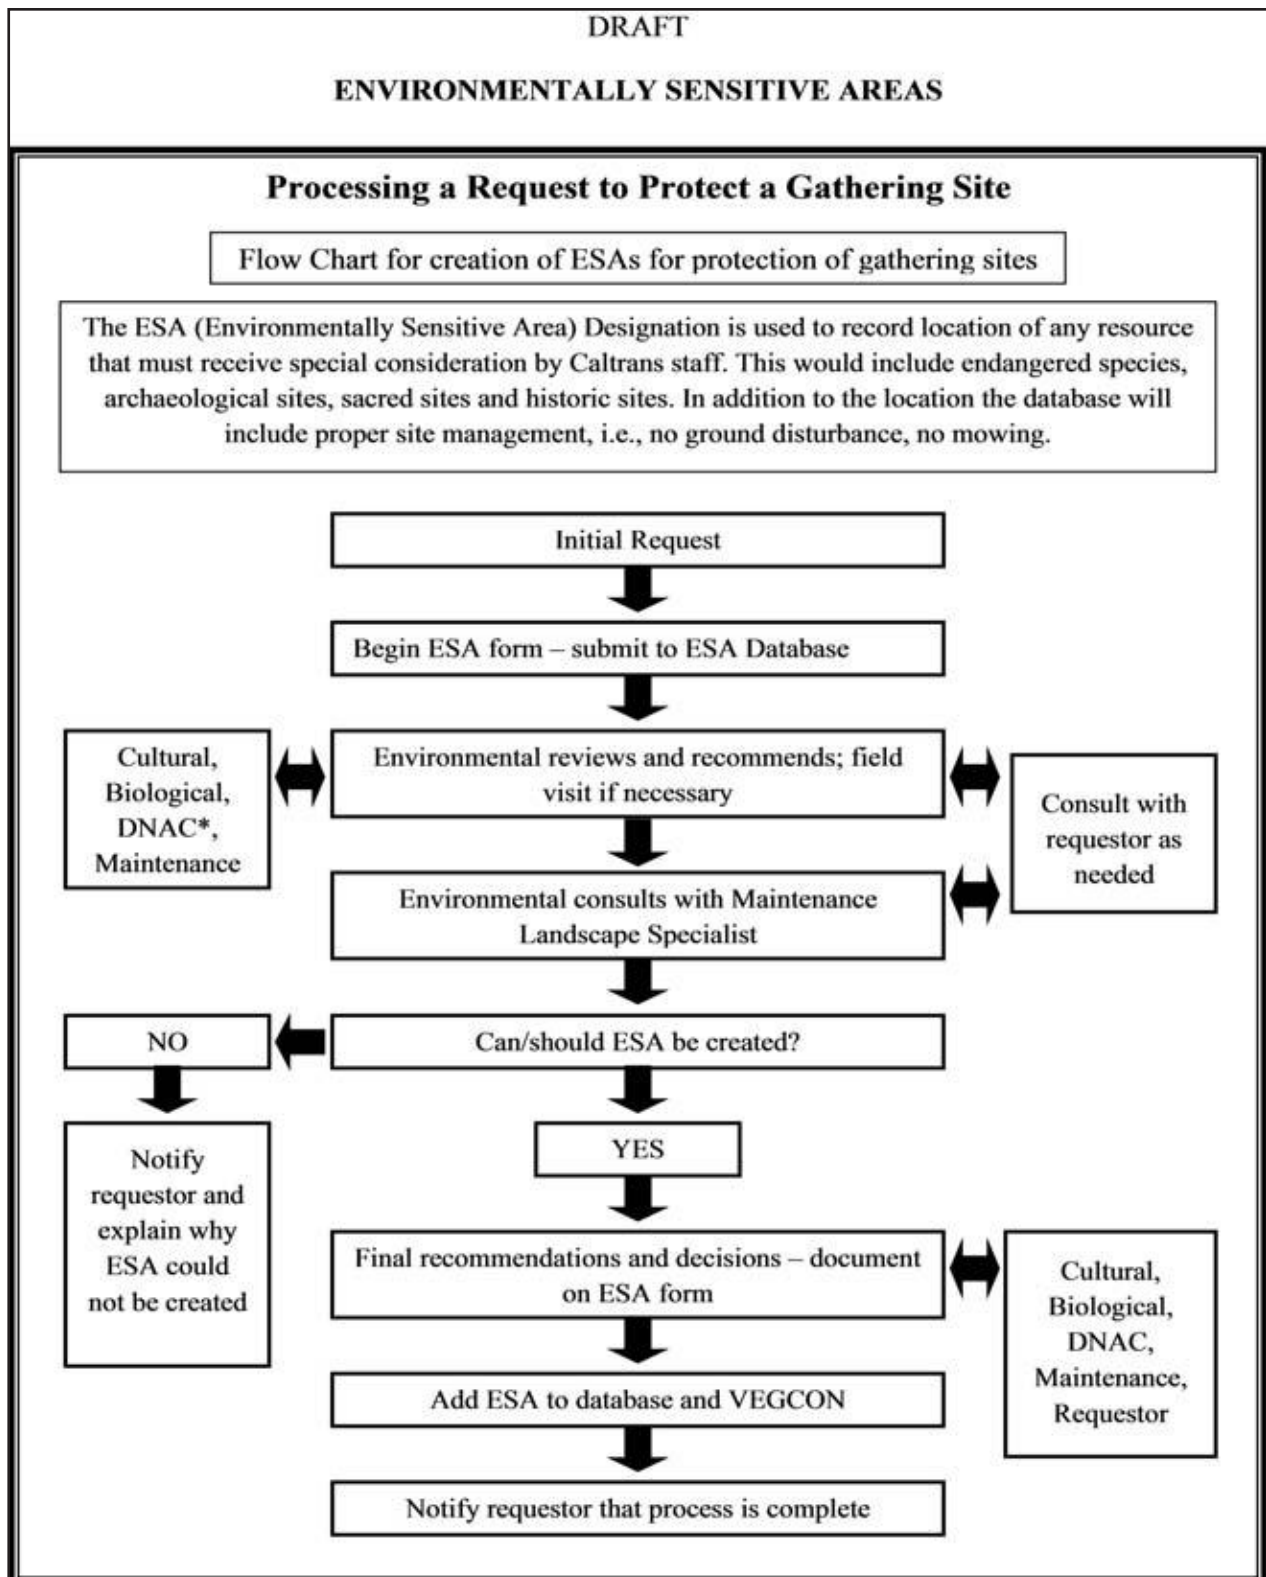 DRAFT
ENVIRONMENTALLY SENSITIVE AREAS
Processing a Request to Protect a Gathering Site
Flow Chart for creation of ESAs for protection of gathering sites
The ESA (Environmentally Sensitive Area) Designation is used to record location of any resource
that must receive special consideration by Caltrans staff. This would include endangered species,
archaeological sites, sacred sites and historic sites. In addition to the location the database will
include proper site management, i.e., no ground disturbance, no mowing.
Initial Request
Begin ESA form – submit to ESA Database
Cultural,
Biological,
DNAC*,
Maintenance
Environmental reviews and recommends; field
visit if necessary
Consult with
requestor as
needed
Environmental consults with Maintenance
Landscape Specialist
NO
Can/should ESA be created?
Notify
requestor and
explain why
ESA could
not be created
YES
Final recommendations and decisions – document
on ESA form
Cultural,
Biological,
DNAC,
Maintenance,
Requestor
Add ESA to database and VEGCON
Notify requestor that process is complete